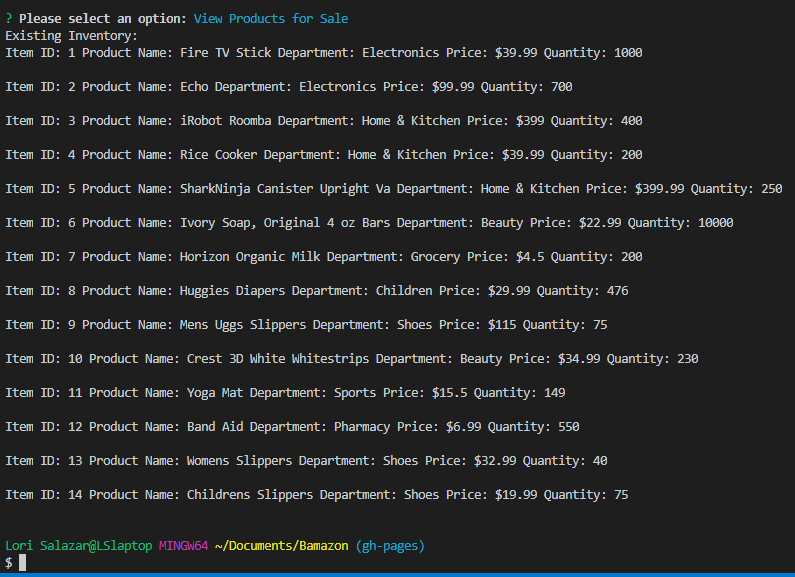 ? Please select an option: View Products for Sale
Existing Inventory:
Item ID: 1 Product Name: Fire TV Stick Department: Electronics Price: $39.99 Quantity: 1000
Item ID: 2 Product Name: Echo Department: Electronics Price: $99.99 Quantity: 700
Item ID: 3 Product Name: iRobot Roomba Department: Home & Kitchen Price: $399 Quantity: 400
Item ID: 4 Product Name: Rice Cooker Department: Home & Kitchen Price: $39.99 Quantity: 200
Item ID: 5 Product Name: SharkNinja Canister Upright Va Department: Home & Kitchen Price: $399.99 Quantity: 250
Item ID: 6 Product Name: Ivory Soap, Original 4 oz Bars Department: Beauty Price: $22.99 Quantity: 10000
Item ID: 7 Product Name: Horizon Organic Milk Department: Grocery Price: $4.5 Quantity: 200
Item ID: 8 Product Name: Huggies Diapers Department: Children Price: $29.99 Quantity: 476
Item ID: 9 Product Name: Mens Uggs Slippers Department: Shoes Price: $115 Quantity: 75
Item ID: 10 Product Name: Crest 3D White Whitestrips Department: Beauty Price: $34.99 Quantity: 230
Item ID: 11 Product Name: Yoga Mat Department: Sports Price: $15.5 Quantity: 149
Item ID: 12 Product Name: Band Aid Department: Pharmacy Price: $6.99 Quantity: 550
Item ID: 13 Product Name: Womens Slippers Department: Shoes Price: $32.99 Quantity: 40
Item ID: 14 Product Name: Childrens Slippers Department: Shoes Price: $19.99 Quantity: 75
Lori Salazar@LSlaptop MINGW64 ~/Documents/Bamazon (gh-pages)
$